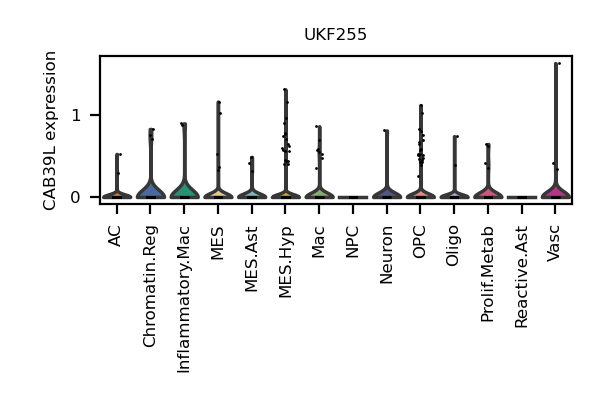 UKF255
CAB39L expression
1
0
AC
Chromatin.Reg
Inflammatory.Mac
MES
MES.Ast
MES.Hyp
Mac
NPC
Neuron
OPC
Oligo
Prolif.Metab
Reactive.Ast
Vasc